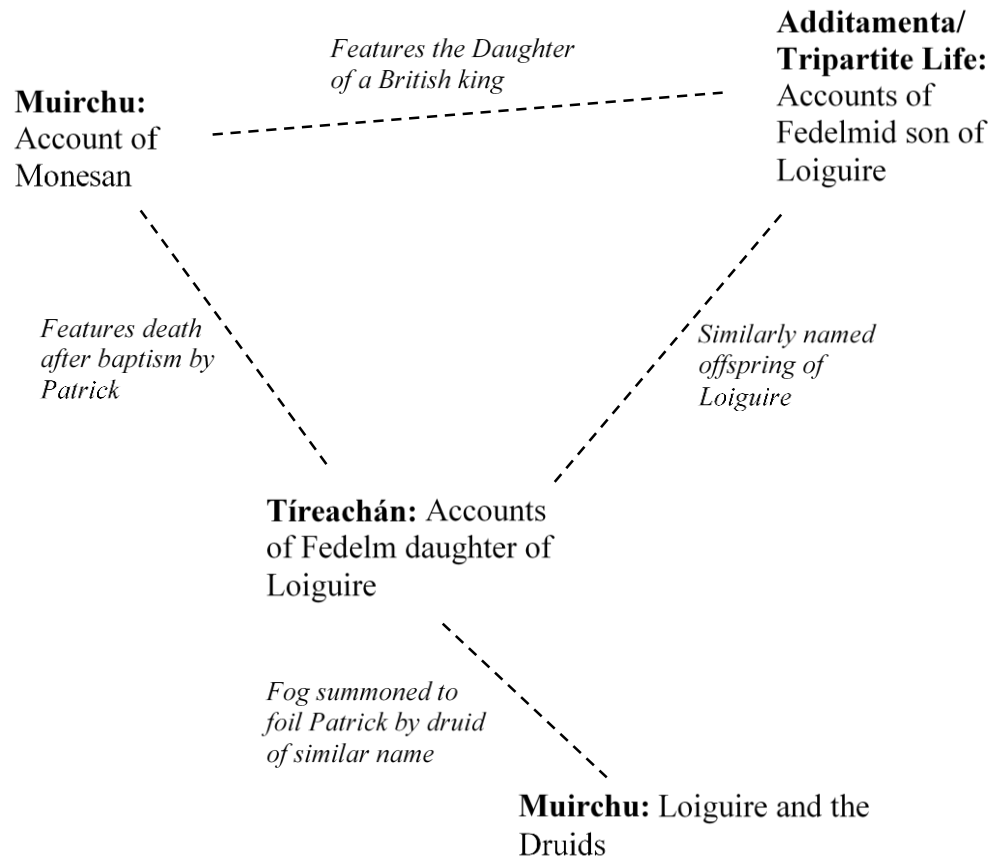 Muirchu:
Account of
Monesan
Features the Daughter
of a British king
Additamenta/
Tripartite Life:
Accounts of
Fedelmid son of
Loiguire
Features death
after baptism by
Patrick
Similarly named
offspring of
Loiguire
Tíreachán: Accounts
of Fedelm daughter of
Loiguire
Fog summoned to
foil Patrick by druid
of similar name
Muirchu: Loiguire and the
Druids